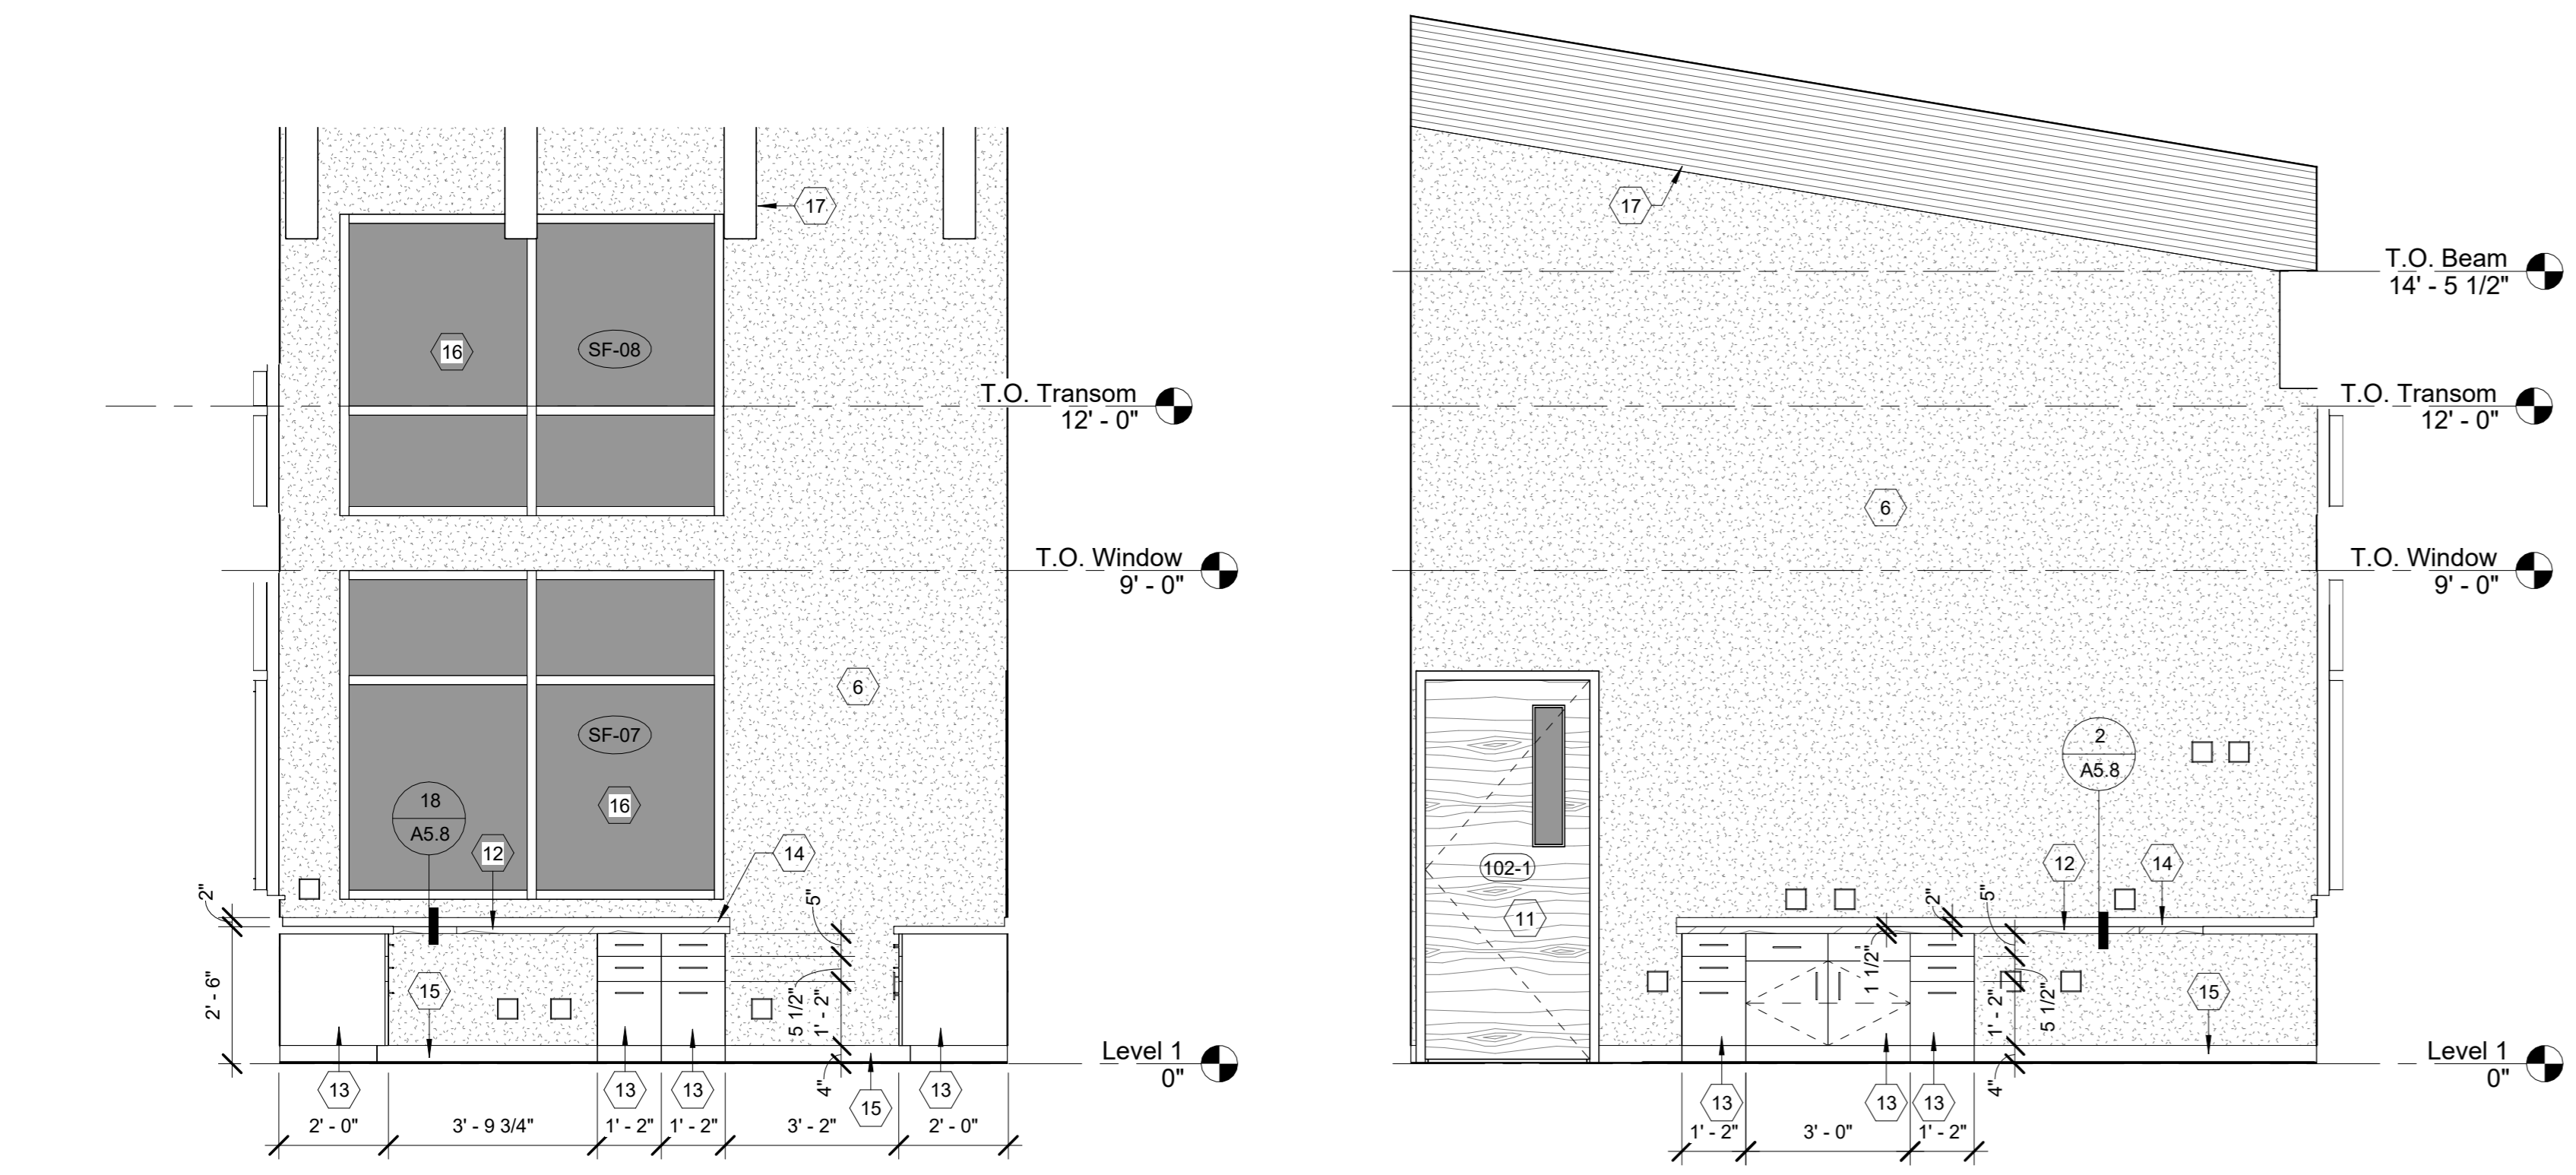 17
16
SF-08
T.O. Transom
12' - 0"
T.O. Window
9' - 0"
6
SF-07
16
18
A5.8
12
14
2"
5"
2' - 6"
15
5 1/2"
1' - 2"
4"
Level 1
0"
13
13
13
15
13
2' - 0"
3' - 9 3/4"
1' - 2"
1' - 2"
3' - 2"
2' - 0"
17
T.O. Beam
14' - 5 1/2"
T.O. Transom
12' - 0"
6
T.O. Window
9' - 0"
2
A5.8
102-1
11
12
14
2"
5"
1 1/2"
1' - 2"
5 1/2"
15
4"
Level 1
0"
13
13
13
1' - 2"
3' - 0"
1' - 2"